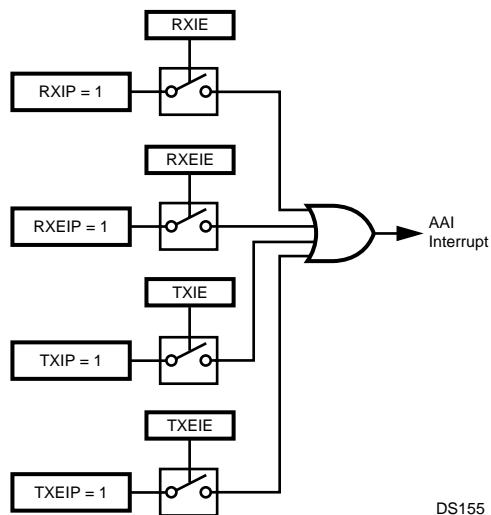 RXIE
RXIP = 1
RXEIE
RXEIP = 1
AAI
Interrupt
TXIE
TXIP = 1
TXEIE
TXEIP = 1
DS155